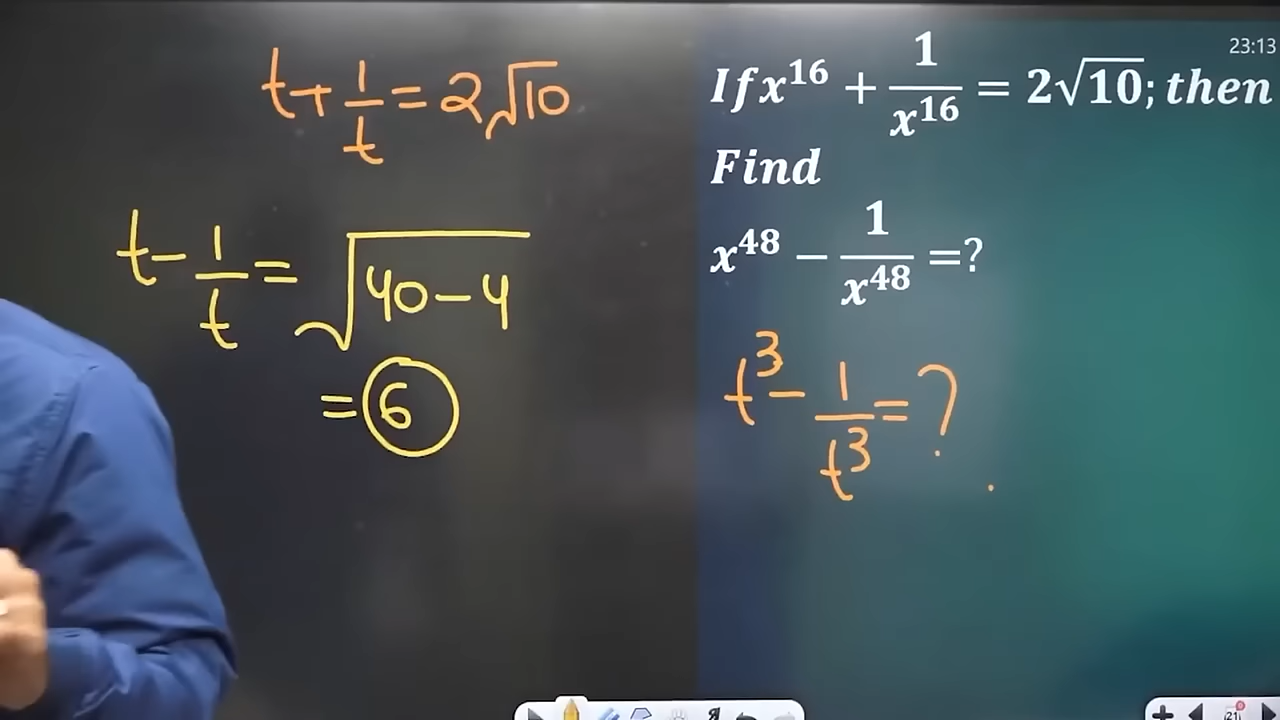 t + 1/t = 2√10
t - 1/t = √(40 - 4)
= 6
23:13
If x^16 + 1/x^16 = 2√10; then
Find
x^48 - 1/x^48 =?
t^3 - 1/t^3 = ?
21